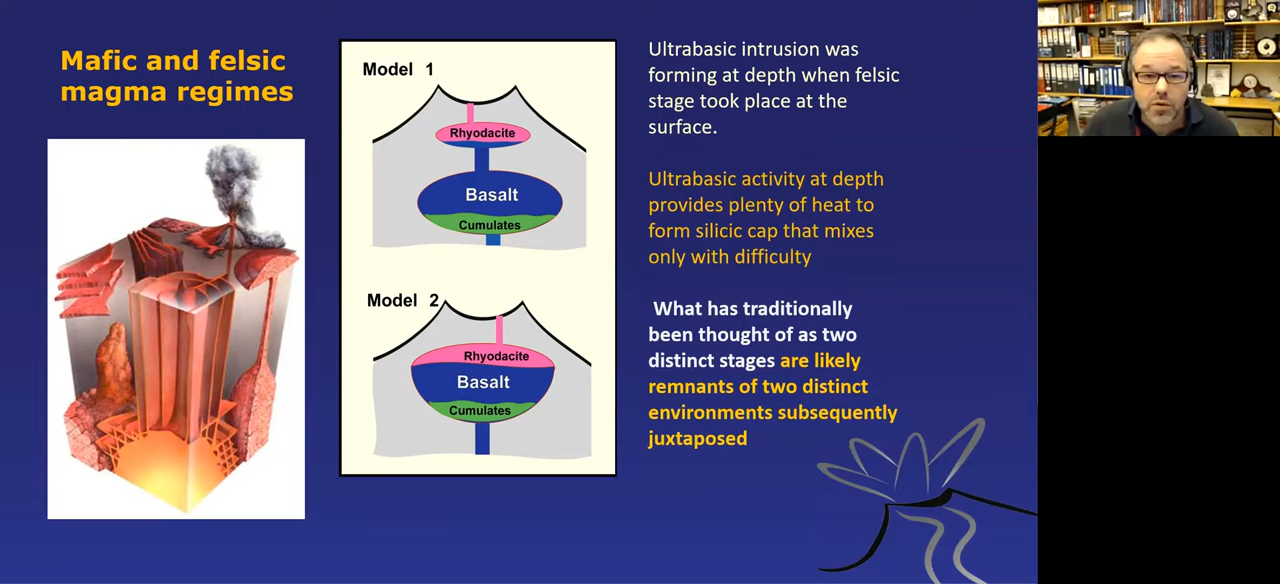 Mafic and felsic
magma regimes
Model 1
Rhyodacite
Basalt
Cumulates
Model 2
Rhyodacite
Basalt
Cumulates
Ultrabasic intrusion was
forming at depth when felsic
stage took place at the
surface.
Ultrabasic activity at depth
provides plenty of heat to
form silicic cap that mixes
only with difficulty
What has traditionally
been thought of as two
distinct stages are likely
remnants of two distinct
environments subsequently
juxtaposed